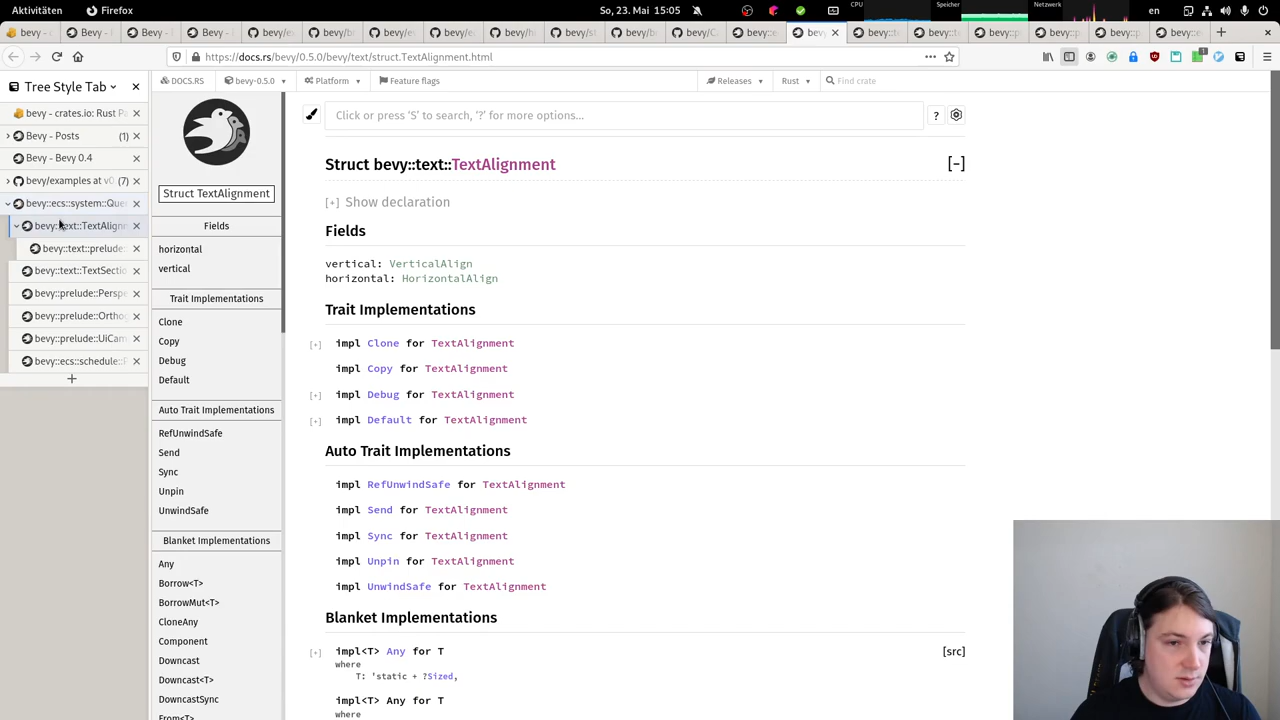 Aktivitäten
Firefox
So, 23. Mai 15:05
CPU
Speicher
Netzwerk
en
https://docs.rs/bevy/0.5.0/bevy/text/struct.TextAlignment.html
Tree Style Tab
bevy - crates.io: Rust Pa
Bevy - Posts (1)
Bevy - Bevy 0.4
bevy/examples at v0 (7)
bevy::ecs::system::Quer
bevy::text::TextAlignn
bevy::text::prelude:
bevy::text::TextSectio
bevy::prelude::Perspe
bevy::prelude::Orthog
bevy::prelude::UiCam
bevy::ecs::schedule::
DOCS.RS
bevy-0.5.0
Platform
Feature flags
Releases
Rust
Find crate
Click or press ‘S’ to search, ‘?’ for more options...
?
Struct TextAlignment
Fields
horizontal
vertical
Trait Implementations
Clone
Copy
Debug
Default
Auto Trait Implementations
RefUnwindSafe
Send
Sync
Unpin
UnwindSafe
Blanket Implementations
Any
Borrow<T>
BorrowMut<T>
CloneAny
Component
Downcast
Downcast<T>
DowncastSync
From<T>
Struct bevy::text::TextAlignment
[−]
[+] Show declaration
Fields
vertical: VerticalAlign
horizontal: HorizontalAlign
Trait Implementations
[+] impl Clone for TextAlignment
impl Copy for TextAlignment
[+] impl Debug for TextAlignment
[+] impl Default for TextAlignment
Auto Trait Implementations
impl RefUnwindSafe for TextAlignment
impl Send for TextAlignment
impl Sync for TextAlignment
impl Unpin for TextAlignment
impl UnwindSafe for TextAlignment
Blanket Implementations
[+] impl<T> Any for T
[src]
where
T: 'static + ?Sized,
impl<T> Any for T
where